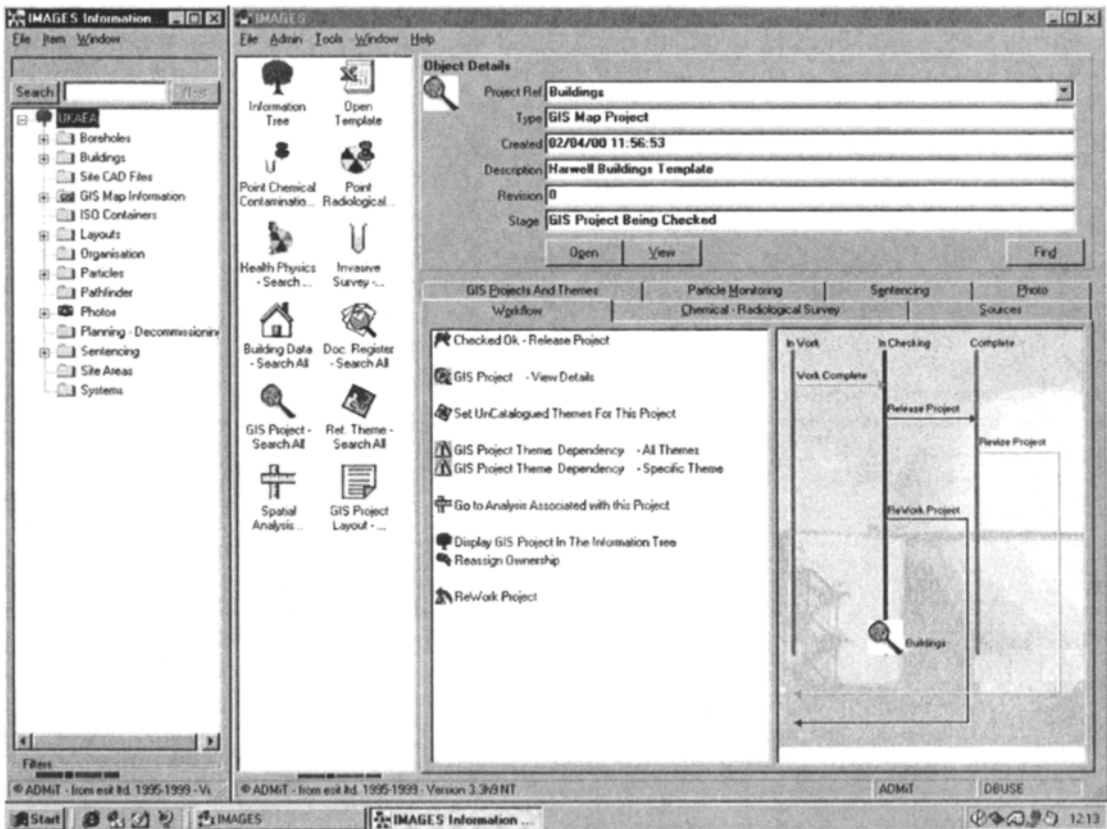 IMAGES Information...
File Item Window
Search
Next
UKAEA
Boreholes
Buildings
Site CAD Files
GIS Map Information
ISO Containers
Layouts
Organisation
Particles
Pathfinder
Photos
Planning - Decommissioning
Sentencing
Site Areas
Systems
Filters
© ADMiT - from esit ltd. 1995-1999 - Ve
IMAGES
File Admin Tools Window Help
Information Tree
Open Template
Point Chemical Contaminatio...
Point Radiological...
Health Physics - Search ...
Invasive Survey -...
Building Data - Search All
Doc. Register - Search All
GIS Project - Search All
Ref. Theme - Search All
Spatial Analysis ...
GIS Project Layout - ...
Object Details
Project Ref Buildings
Type GIS Map Project
Created 02/04/00 11:56:53
Description Harwell Buildings Template
Revision 0
Stage GIS Project Being Checked
Open View Find
GIS Projects And Themes Particle Monitoring Sentencing Photo
Workflow Chemical - Radiological Survey Sources
Checked Ok - Release Project
GIS Project - View Details
Set UnCatalogued Themes For This Project
GIS Project Theme Dependency - All Themes
GIS Project Theme Dependency - Specific Theme
Go to Analysis Associated with this Project
Display GIS Project In The Information Tree
Reassign Ownership
ReWork Project
In Work In Checking Complete
Work Complete
Release Project
Revise Project
ReWork Project
Buildings
© ADMiT - from esit ltd. 1995-1999 - Version 3.3h9 NT
ADMiT DBUSE
Start IMAGES IMAGES Information ... 12:13